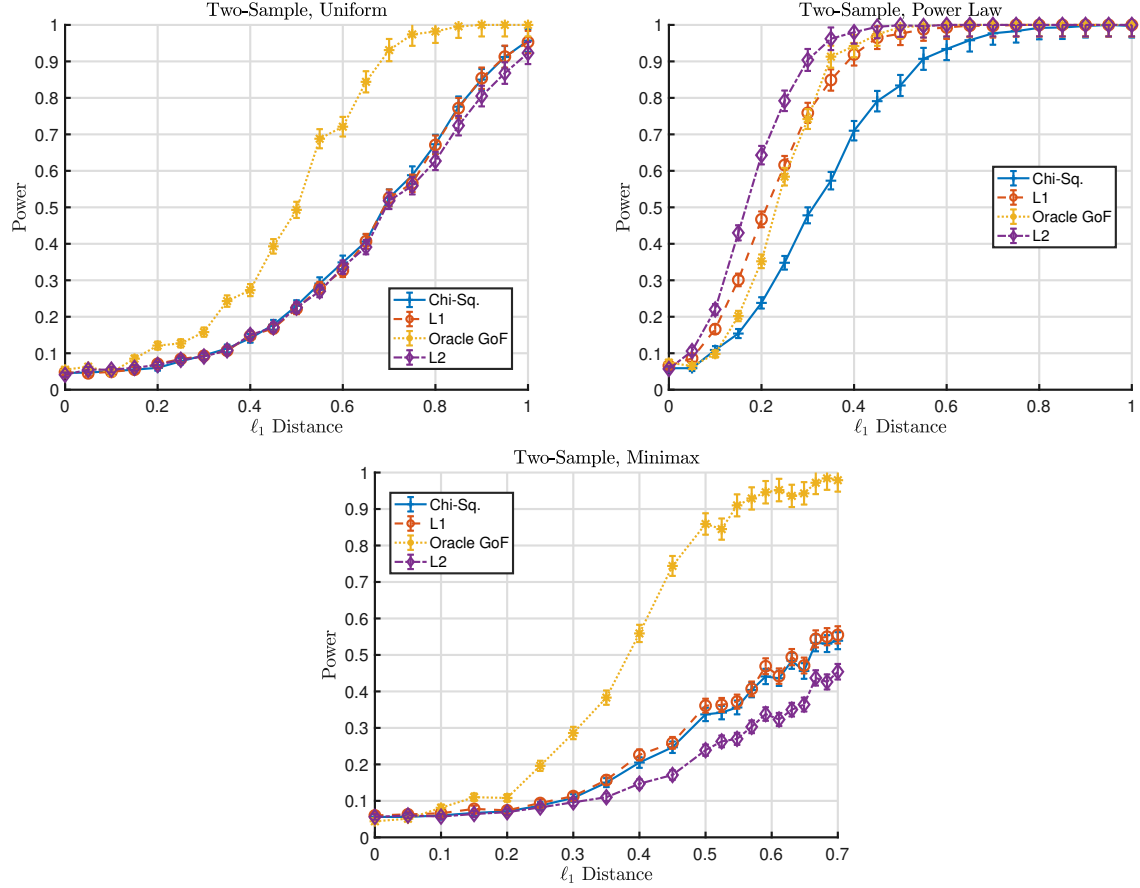 Two-Sample, Uniform
1
0.9
0.8
0.7
0.6
0.5
0.4
0.3
0.2
0.1
0
Power
Chi-Sq.
L1
Oracle GoF
L2
0 0.2 0.4 0.6 0.8 1
ℓ₁ Distance
Two-Sample, Power Law
1
0.9
0.8
0.7
0.6
0.5
0.4
0.3
0.2
0.1
0
Power
Chi-Sq.
L1
Oracle GoF
L2
0 0.2 0.4 0.6 0.8 1
ℓ₁ Distance
Two-Sample, Minimax
1
0.9
0.8
0.7
0.6
0.5
0.4
0.3
0.2
0.1
0
Power
Chi-Sq.
L1
Oracle GoF
L2
0 0.1 0.2 0.3 0.4 0.5 0.6 0.7
ℓ₁ Distance